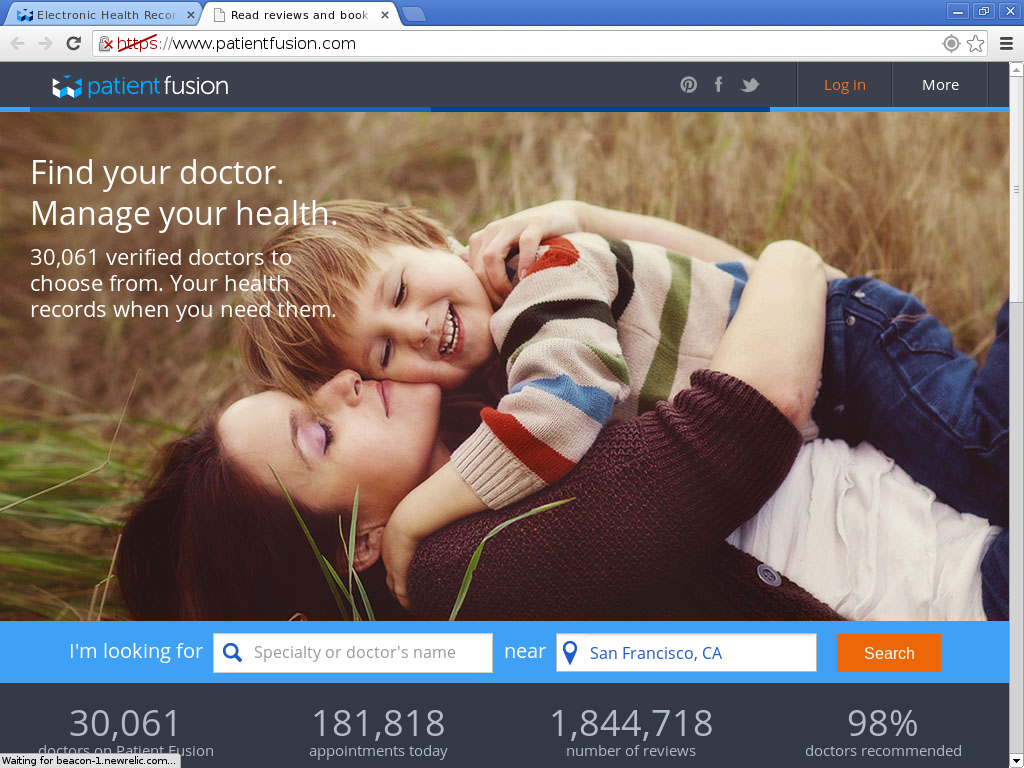 Electronic Health Recor
Read reviews and book
https://www.patientfusion.com
patientfusion
Log in
More
Find your doctor.
Manage your health.
30,061 verified doctors to
choose from. Your health
records when you need them.
I'm looking for
Specialty or doctor's name
near
San Francisco, CA
Search
30,061
181,818
1,844,718
98%
doctors on Patient Fusion
appointments today
number of reviews
doctors recommended
Waiting for beacon-1.newrelic.com...